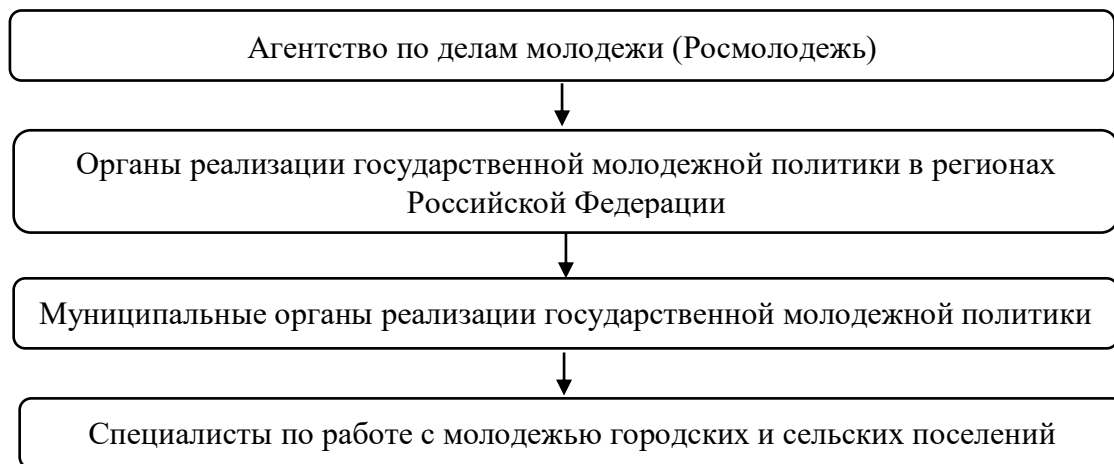 Агентство по делам молодежи (Росмолодежь)
Органы реализации государственной молодежной политики в регионах
Российской Федерации
Муниципальные органы реализации государственной молодежной политики
Специалисты по работе с молодежью городских и сельских поселений